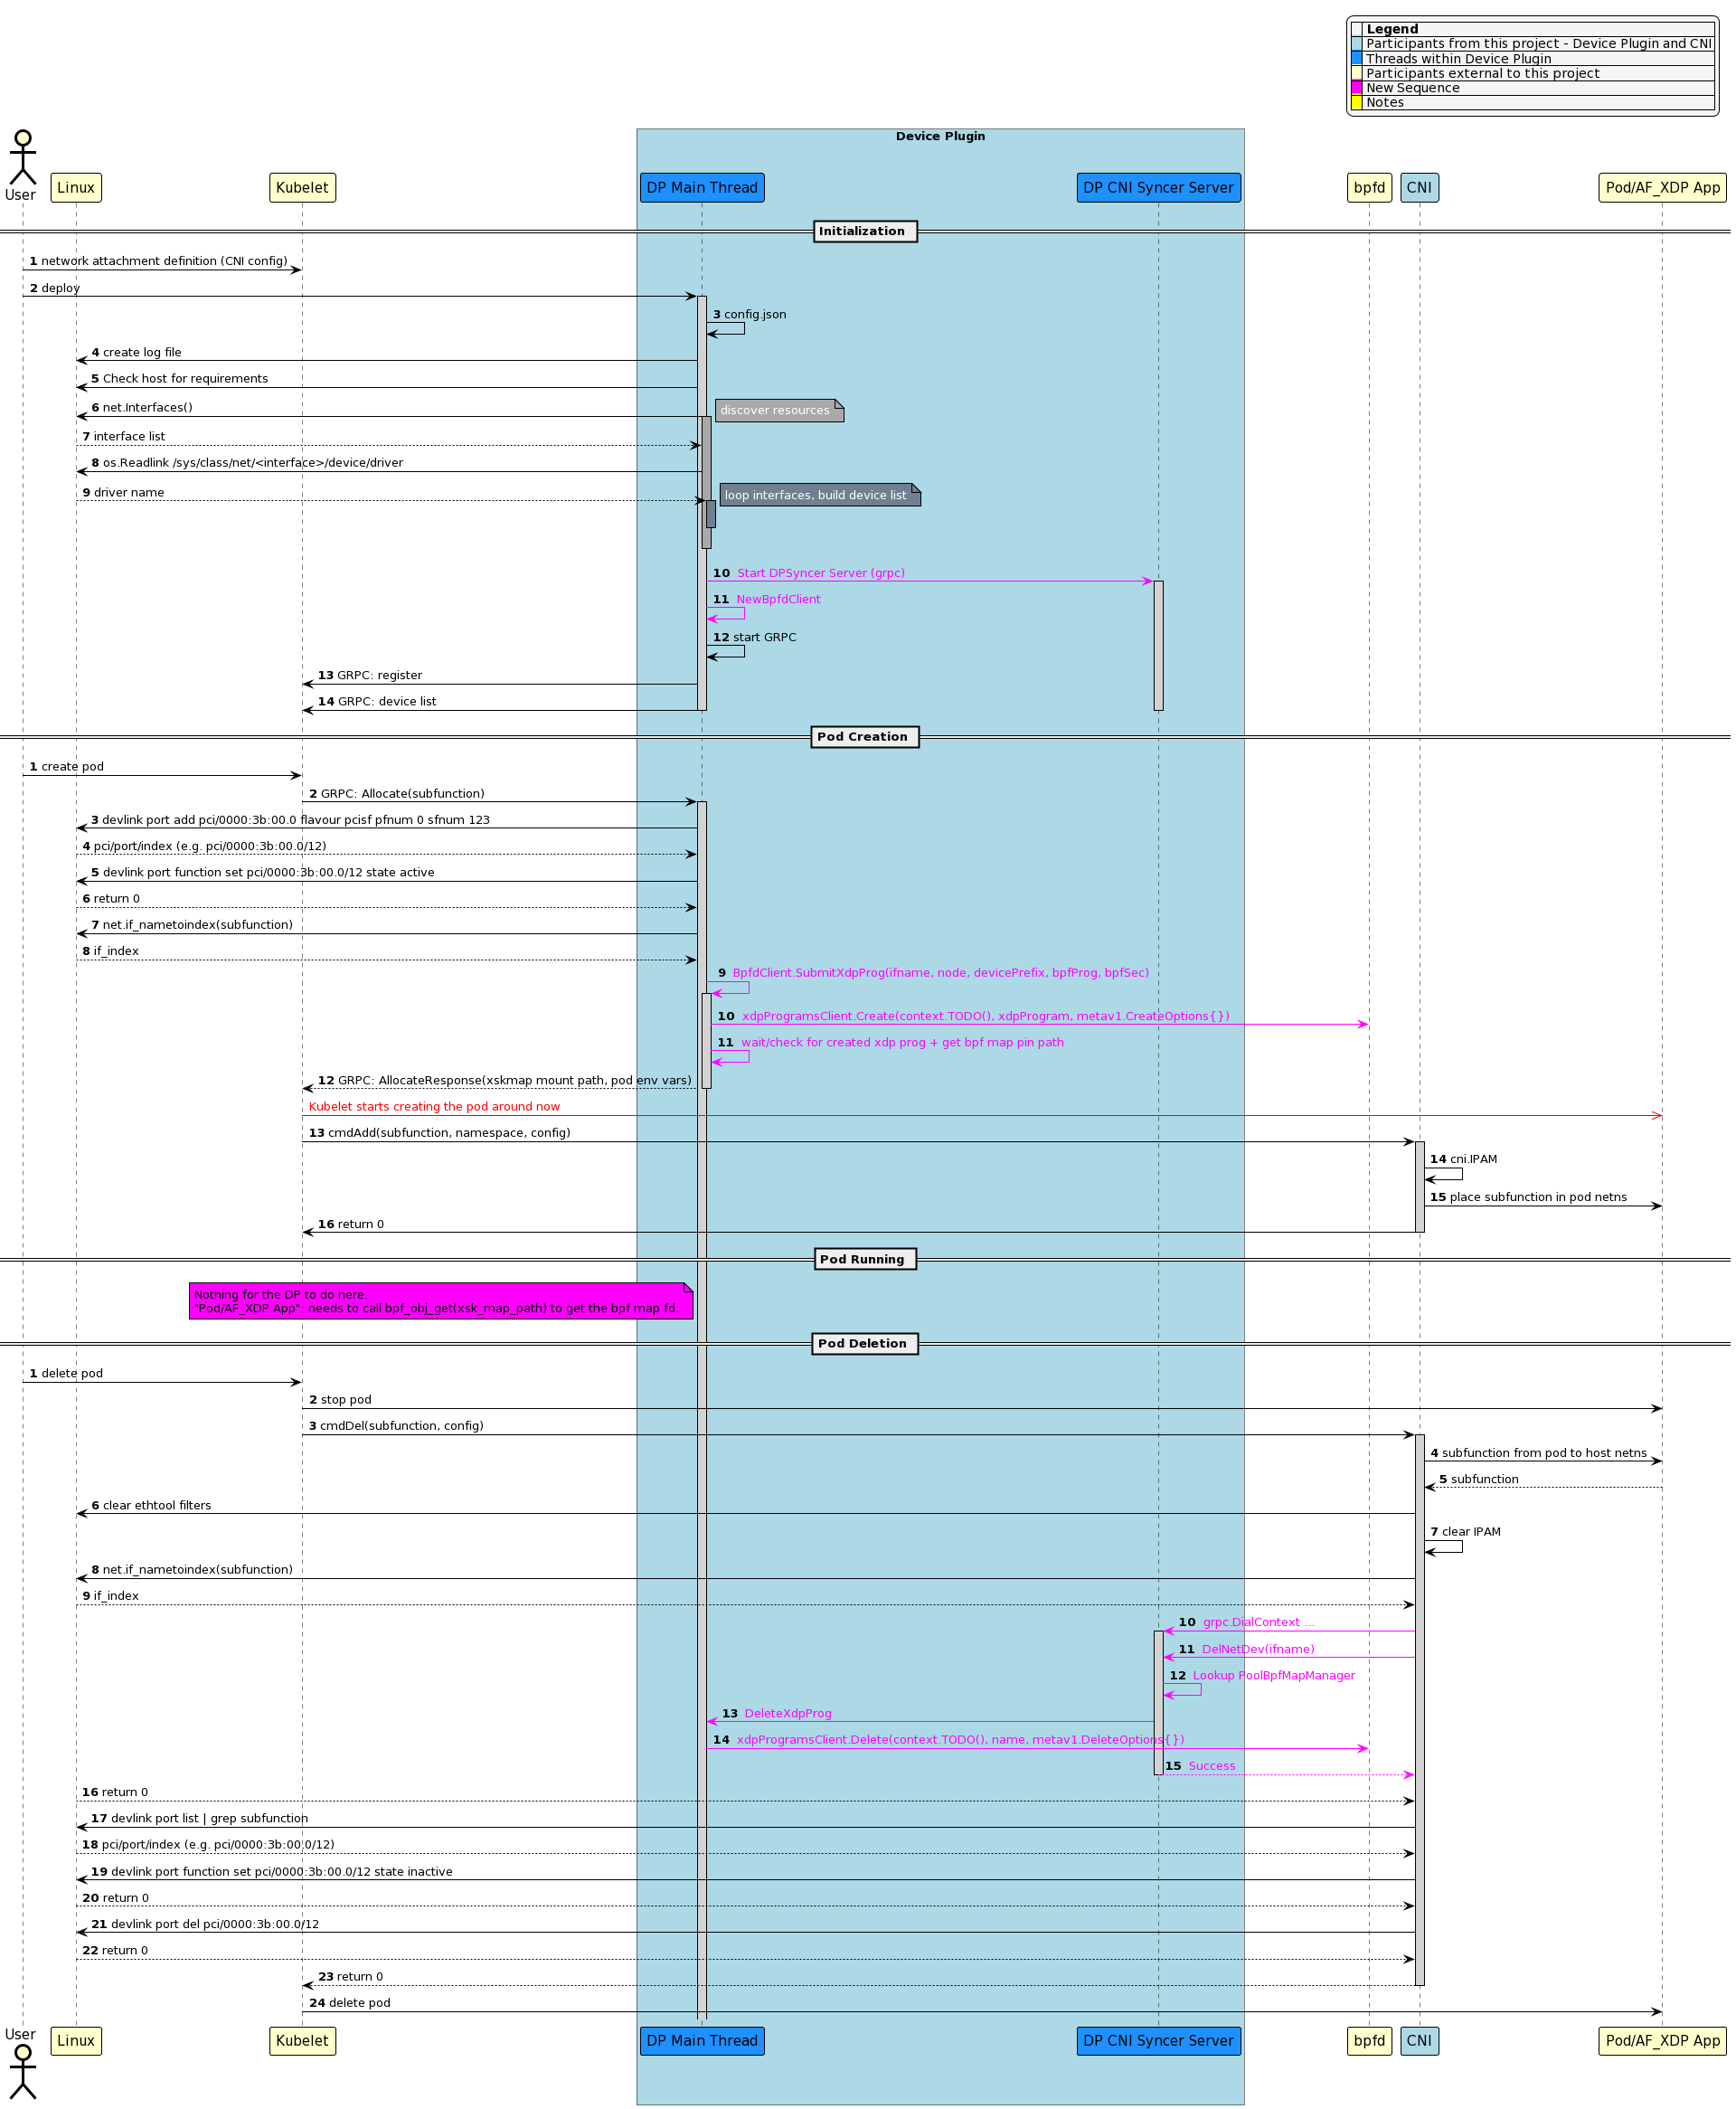 Legend
Participants from this project - Device Plugin and CNI
Threads within Device Plugin
Participants external to this project
New Sequence
Notes
Device Plugin
User
Linux
Kubelet
DP Main Thread
DP CNI Syncer Server
bpfd
CNI
Pod/AF_XDP App
Initialization
1 network attachment definition (CNI config)
2 deploy
3 config.json
4 create log file
5 Check host for requirements
6 net.Interfaces()
discover resources
7 interface list
8 os.Readlink /sys/class/net/<interface>/device/driver
9 driver name
loop interfaces, build device list
10 Start DPSyncer Server (grpc)
11 NewBpfdClient
12 start GRPC
13 GRPC: register
14 GRPC: device list
Pod Creation
1 create pod
2 GRPC: Allocate(subfunction)
3 devlink port add pci/0000:3b:00.0 flavour pcisf pfnum 0 sfnum 123
4 pci/port/index (e.g. pci/0000:3b:00.0/12)
5 devlink port function set pci/0000:3b:00.0/12 state active
6 return 0
7 net.if_nametoindex(subfunction)
8 if_index
9 BpfdClient.SubmitXdpProg(ifname, node, devicePrefix, bpfProg, bpfSec)
10 xdpProgramsClient.Create(context.TODO(), xdpProgram, metav1.CreateOptions{})
11 wait/check for created xdp prog + get bpf map pin path
12 GRPC: AllocateResponse(xskmap mount path, pod env vars)
Kubelet starts creating the pod around now
13 cmdAdd(subfunction, namespace, config)
14 cni.IPAM
15 place subfunction in pod netns
16 return 0
Pod Running
Nothing for the DP to do here.
"Pod/AF_XDP App": needs to call bpf_obj_get(xsk_map_path) to get the bpf map fd.
Pod Deletion
1 delete pod
2 stop pod
3 cmdDel(subfunction, config)
4 subfunction from pod to host netns
5 subfunction
6 clear ethtool filters
7 clear IPAM
8 net.if_nametoindex(subfunction)
9 if_index
10 grpc.DialContext ...
11 DelNetDev(ifname)
12 Lookup PoolBpfMapManager
13 DeleteXdpProg
14 xdpProgramsClient.Delete(context.TODO(), name, metav1.DeleteOptions{})
15 Success
16 return 0
17 devlink port list | grep subfunction
18 pci/port/index (e.g. pci/0000:3b:00.0/12)
19 devlink port function set pci/0000:3b:00.0/12 state inactive
20 return 0
21 devlink port del pci/0000:3b:00.0/12
22 return 0
23 return 0
24 delete pod
User
Linux
Kubelet
DP Main Thread
DP CNI Syncer Server
bpfd
CNI
Pod/AF_XDP App